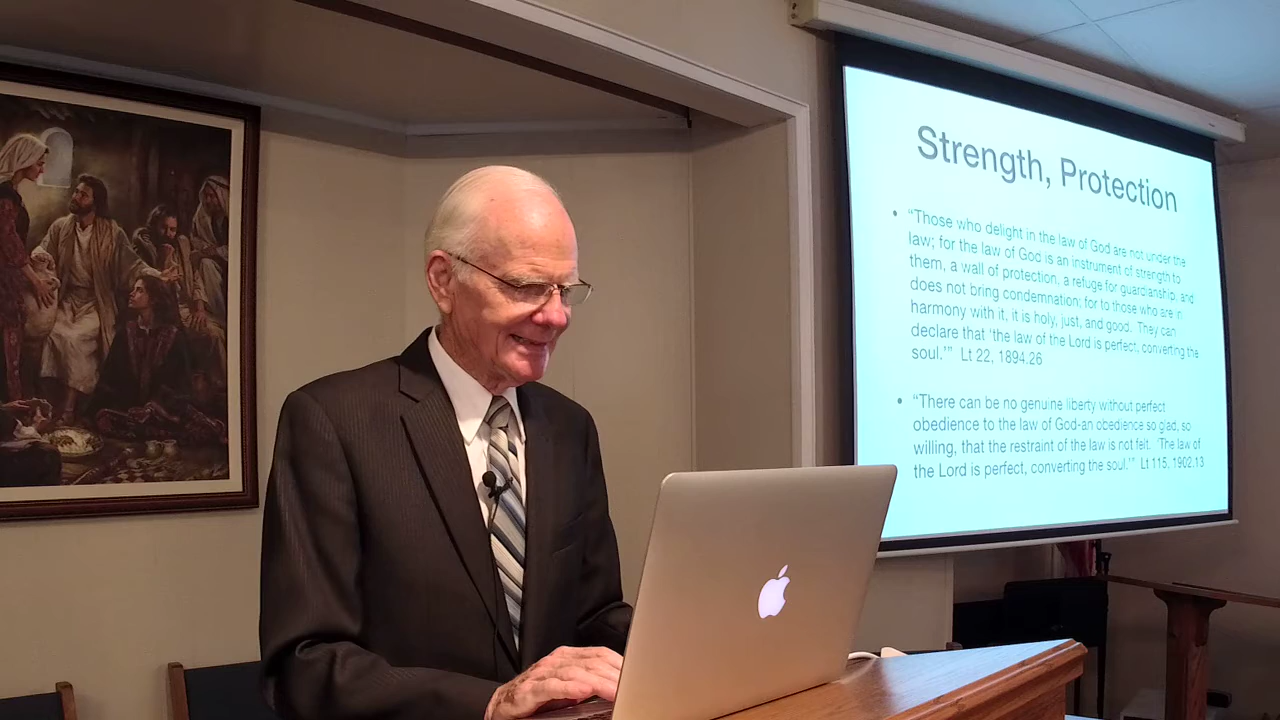 Strength, Protection
• “Those who delight in the law of God are not under the
law; for the law of God is an instrument of strength to
them, a wall of protection, a refuge for guardianship, and
does not bring condemnation; for to those who are in
harmony with it, it is holy, just, and good. They can
declare that ‘the law of the Lord is perfect, converting the
soul.’” Lt 22, 1894.26
• “There can be no genuine liberty without perfect
obedience to the law of God-an obedience so glad, so
willing, that the restraint of the law is not felt. ‘The law of
the Lord is perfect, converting the soul.’” Lt 115, 1902.13